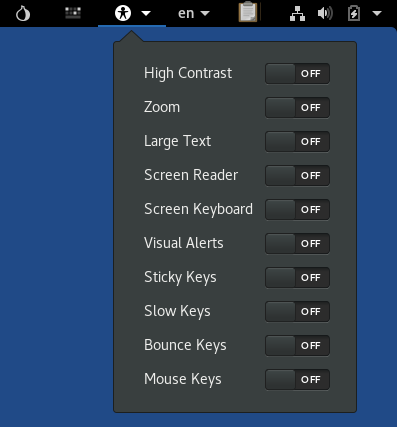 en
High Contrast OFF
Zoom OFF
Large Text OFF
Screen Reader OFF
Screen Keyboard OFF
Visual Alerts OFF
Sticky Keys OFF
Slow Keys OFF
Bounce Keys OFF
Mouse Keys OFF